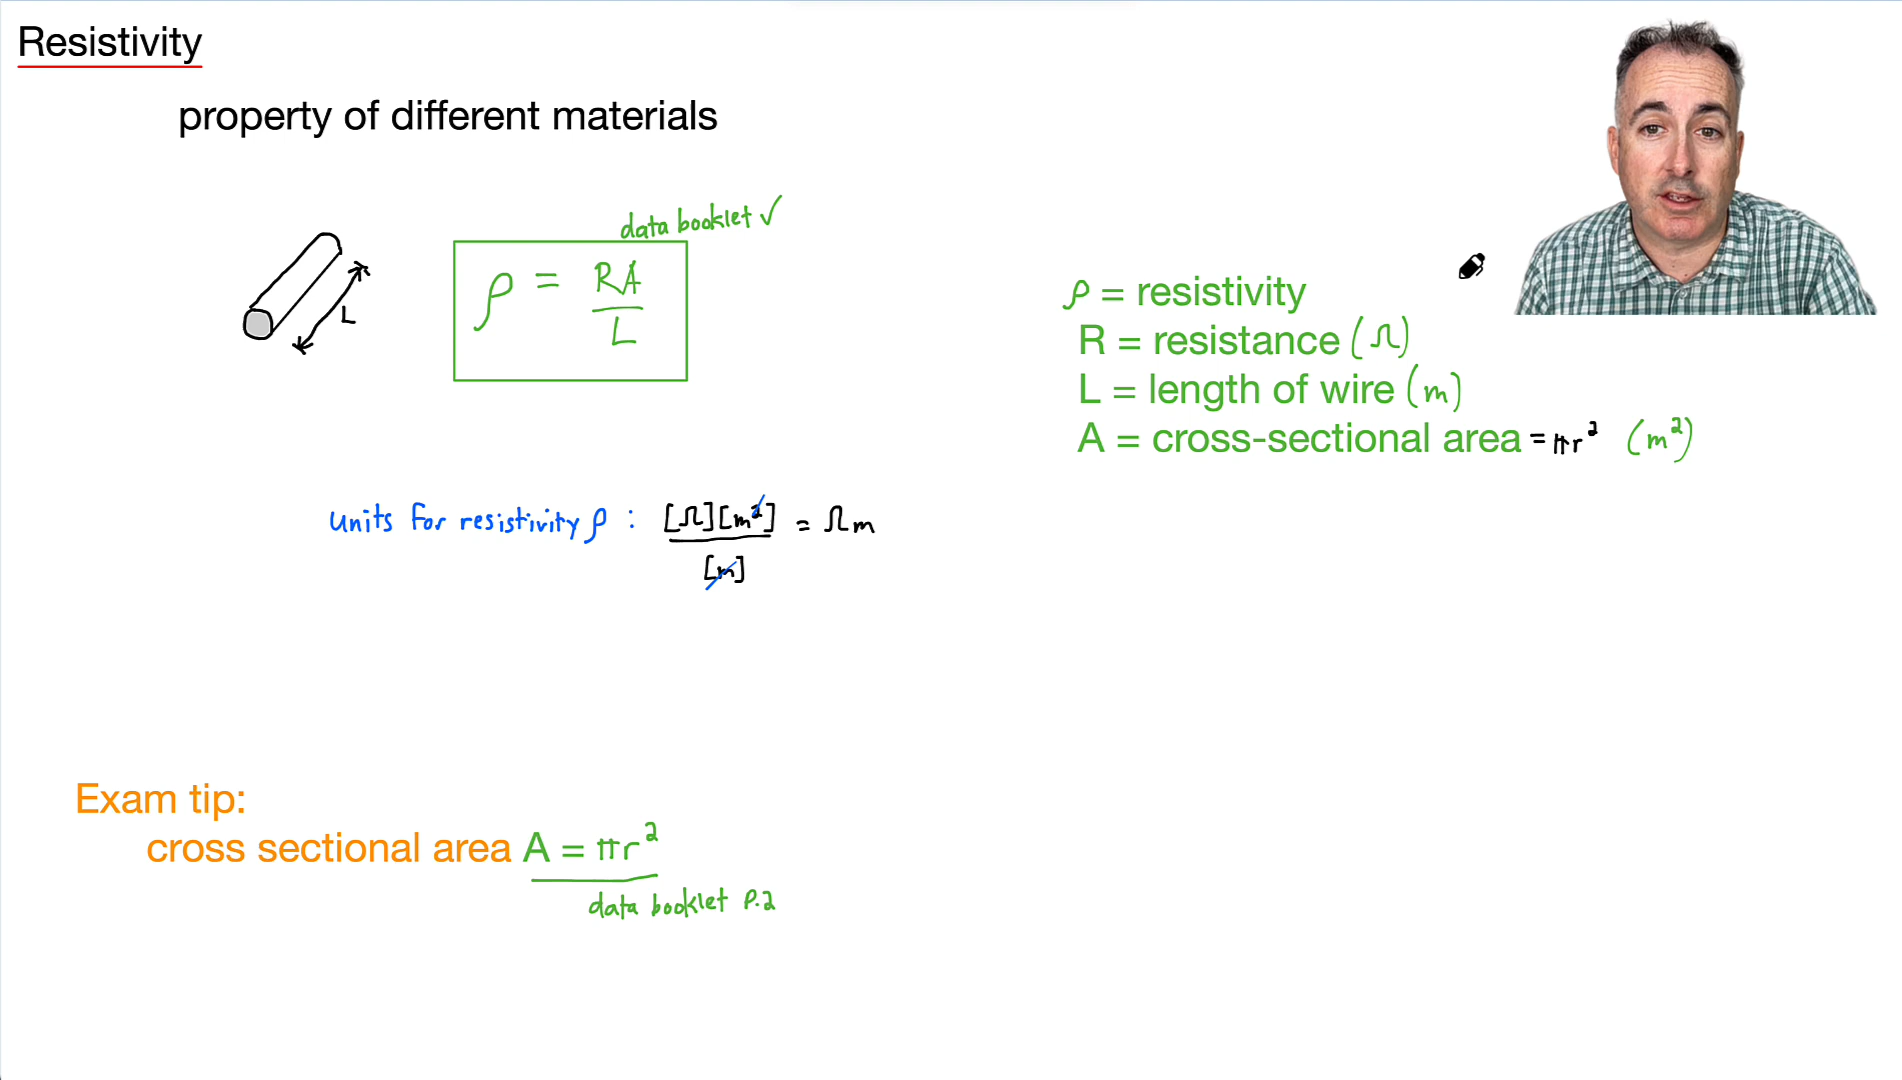 Resistivity
property of different materials
data booklet ✓
ρ = RA / L
L
ρ = resistivity
R = resistance (Ω)
L = length of wire (m)
A = cross-sectional area = πr² (m²)
units for resistivity ρ : [Ω][m²] / [m] = Ωm
Exam tip:
cross sectional area A = πr²
data booklet p.2